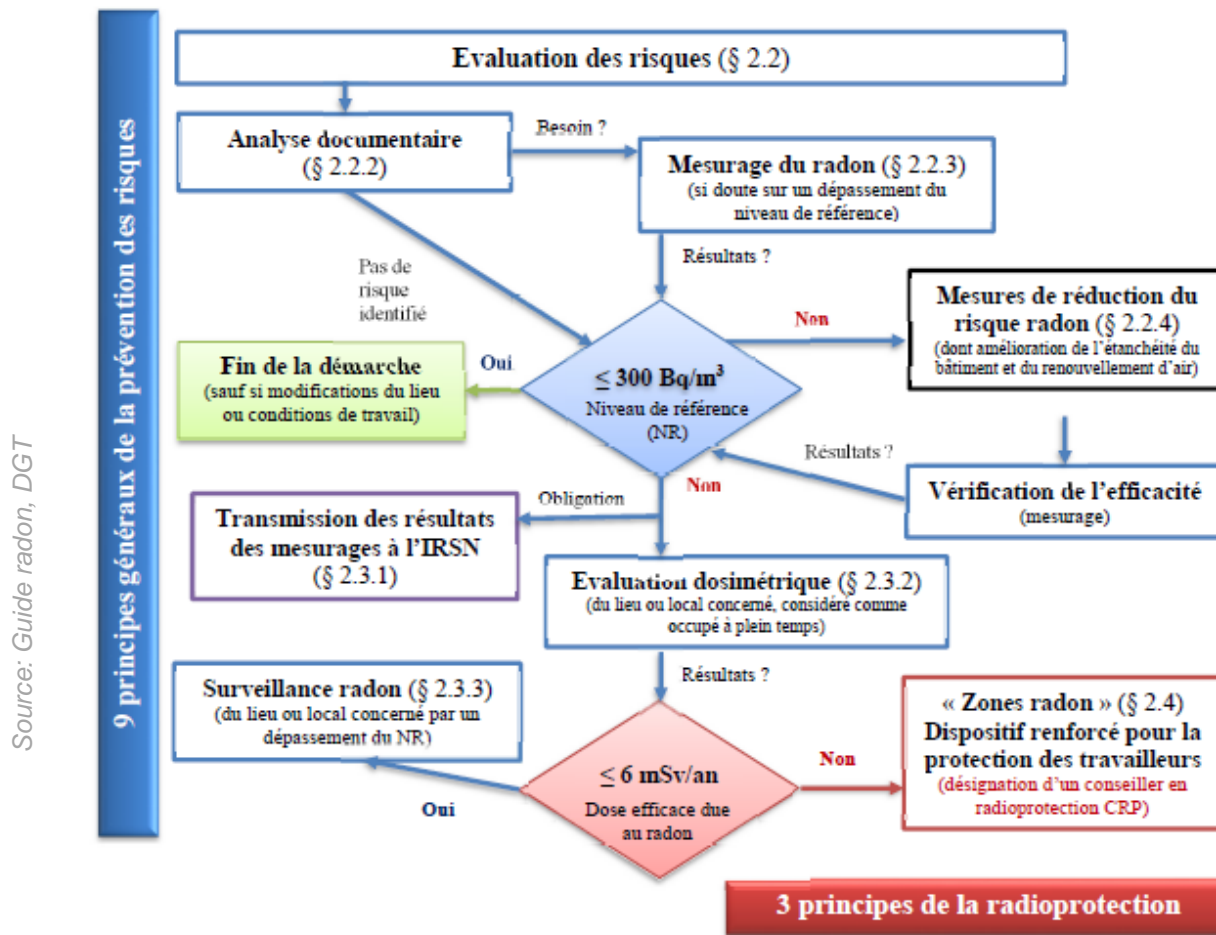 9 principes généraux de la prévention des risques
Source: Guide radon, DGT
Evaluation des risques (§ 2.2)
Analyse documentaire
(§ 2.2.2)
Besoin ?
Mesurage du radon (§ 2.2.3)
(si doute sur un dépassement du
niveau de référence)
Pas de
risque
identifié
Résultats ?
Mesures de réduction du
risque radon (§ 2.2.4)
(dont amélioration de l'étanchéité du
bâtiment et du renouvellement d'air)
Non
Fin de la démarche
(sauf si modifications du lieu
ou conditions de travail)
Oui
≤ 300 Bq/m³
Niveau de référence
(NR)
Résultats ?
Vérification de l'efficacité
(mesurage)
Non
Obligation
Transmission des résultats
des mesurages à l'IRSN
(§ 2.3.1)
Evaluation dosimétrique (§ 2.3.2)
(du lieu ou local concerné, considéré comme
occupé à plein temps)
Résultats ?
Surveillance radon (§ 2.3.3)
(du lieu ou local concerné par un
dépassement du NR)
Oui
≤ 6 mSv/an
Dose efficace due
au radon
Non
« Zones radon » (§ 2.4)
Dispositif renforcé pour la
protection des travailleurs
(désignation d'un conseiller en
radioprotection CRP)
3 principes de la radioprotection